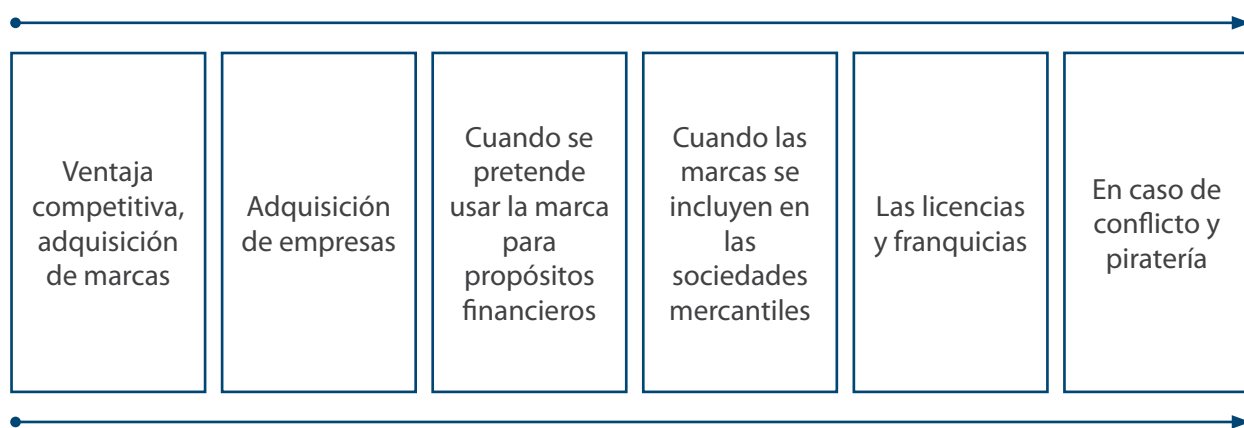 Ventaja
competitiva,
adquisición
de marcas
Adquisición
de empresas
Cuando se
pretende
usar la marca
para
propósitos
financieros
Cuando las
marcas se
incluyen en
las
sociedades
mercantiles
Las licencias
y franquicias
En caso de
conflicto y
piratería